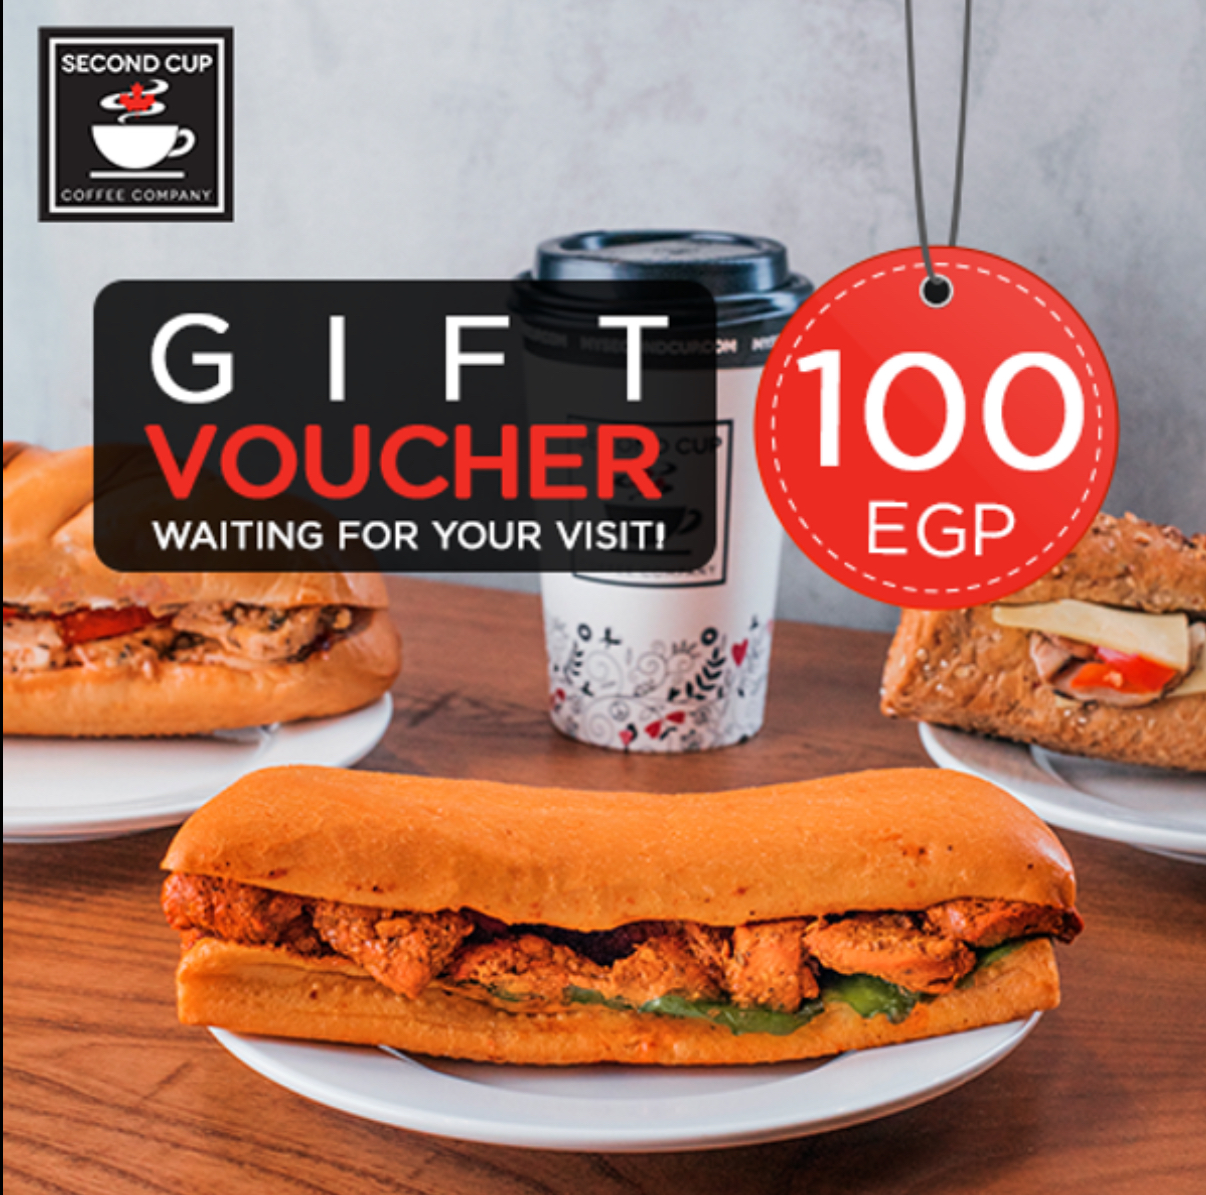 SECOND CUP
COFFEE COMPANY
GIFT
VOUCHER
WAITING FOR YOUR VISIT!
100
EGP